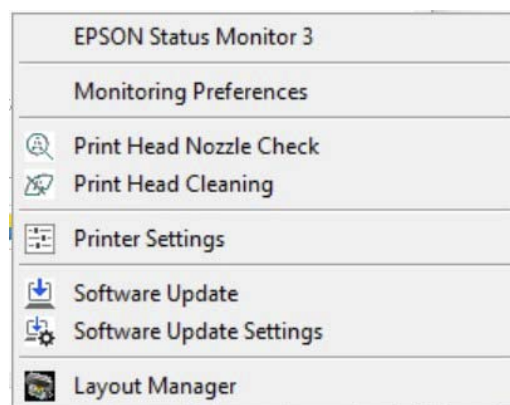 EPSON Status Monitor 3
Monitoring Preferences
Print Head Nozzle Check
Print Head Cleaning
Printer Settings
Software Update
Software Update Settings
Layout Manager